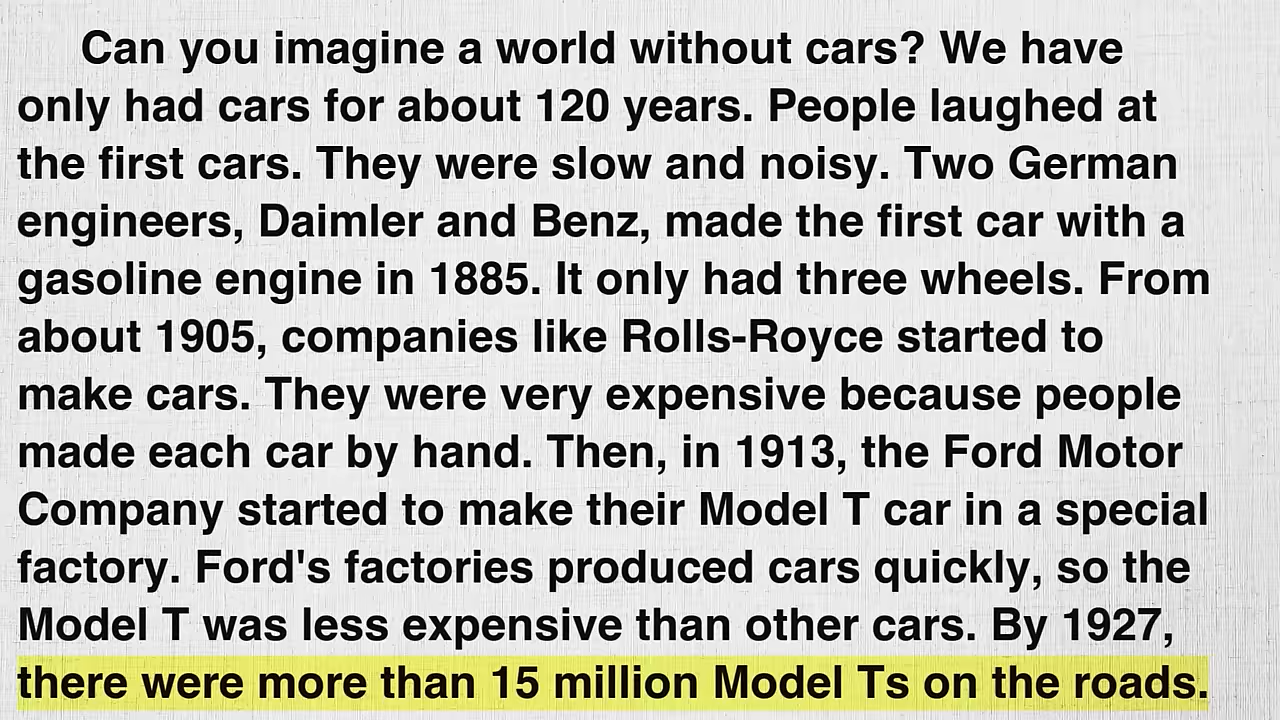 Can you imagine a world without cars? We have
only had cars for about 120 years. People laughed at
the first cars. They were slow and noisy. Two German
engineers, Daimler and Benz, made the first car with a
gasoline engine in 1885. It only had three wheels. From
about 1905, companies like Rolls-Royce started to
make cars. They were very expensive because people
made each car by hand. Then, in 1913, the Ford Motor
Company started to make their Model T car in a special
factory. Ford's factories produced cars quickly, so the
Model T was less expensive than other cars. By 1927,
there were more than 15 million Model Ts on the roads.